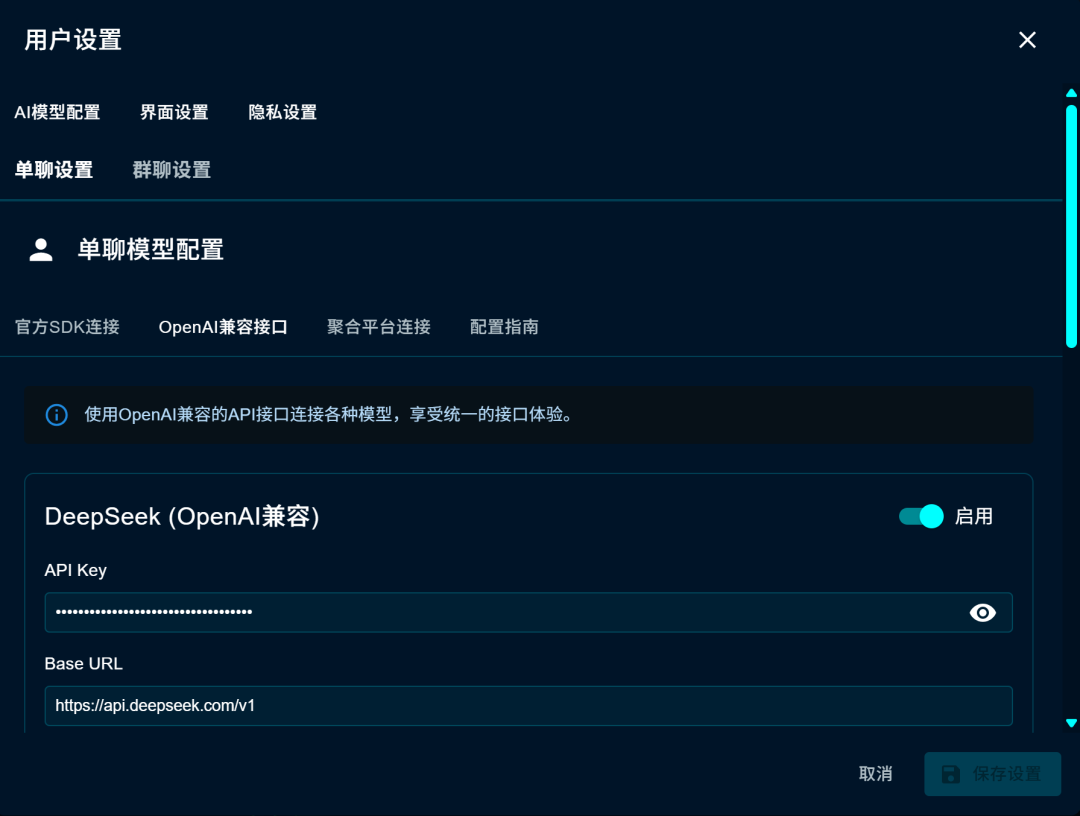 用户设置
AI模型配置 界面设置 隐私设置
单聊设置 群聊设置
单聊模型配置
官方SDK连接 OpenAI兼容接口 聚合平台连接 配置指南
使用OpenAI兼容的API接口连接各种模型，享受统一的接口体验。
DeepSeek (OpenAI兼容)
启用
API Key
Base URL
https://api.deepseek.com/v1
取消 保存设置